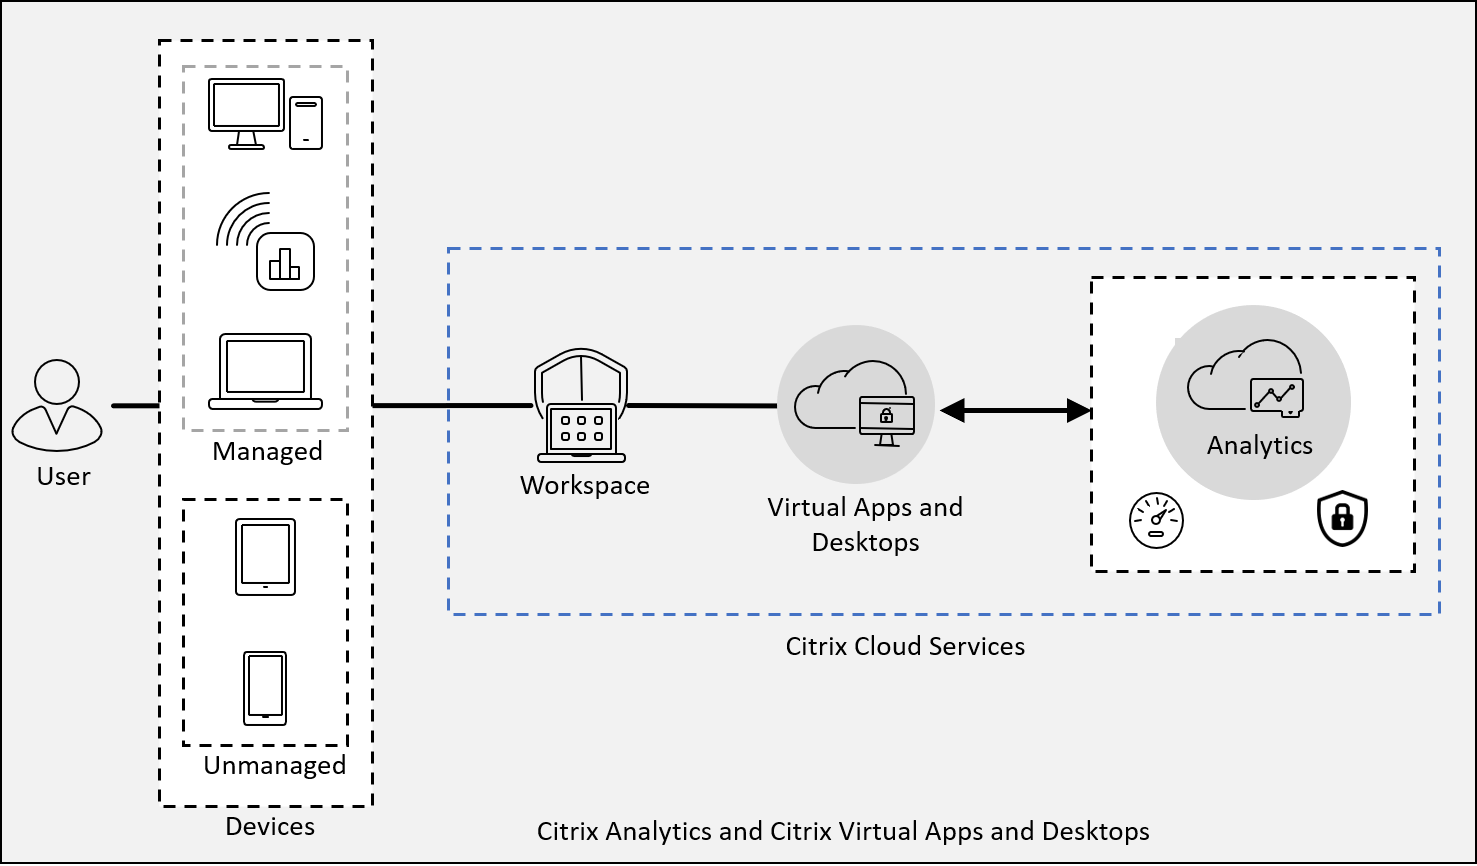 Managed
User
Workspace
Virtual Apps and
Desktops
Analytics
Citrix Cloud Services
Unmanaged
Devices
Citrix Analytics and Citrix Virtual Apps and Desktops